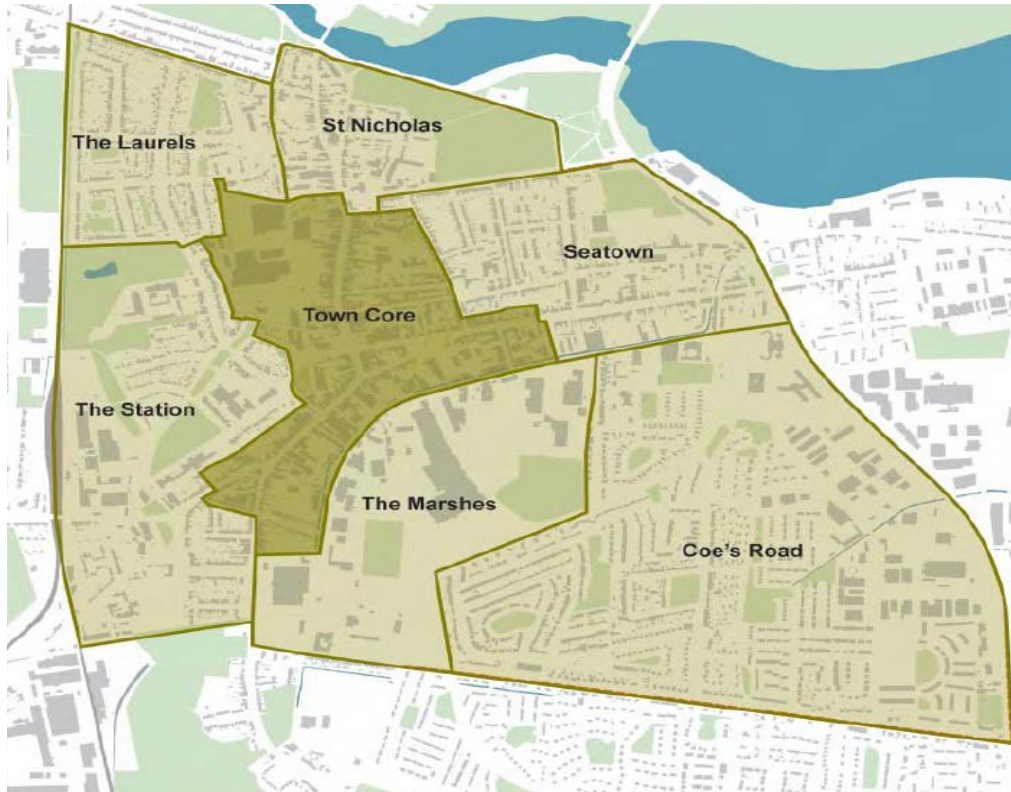 St Nicholas
The Laurels
Seatown
Town Core
The Station
The Marshes
Coe's Road